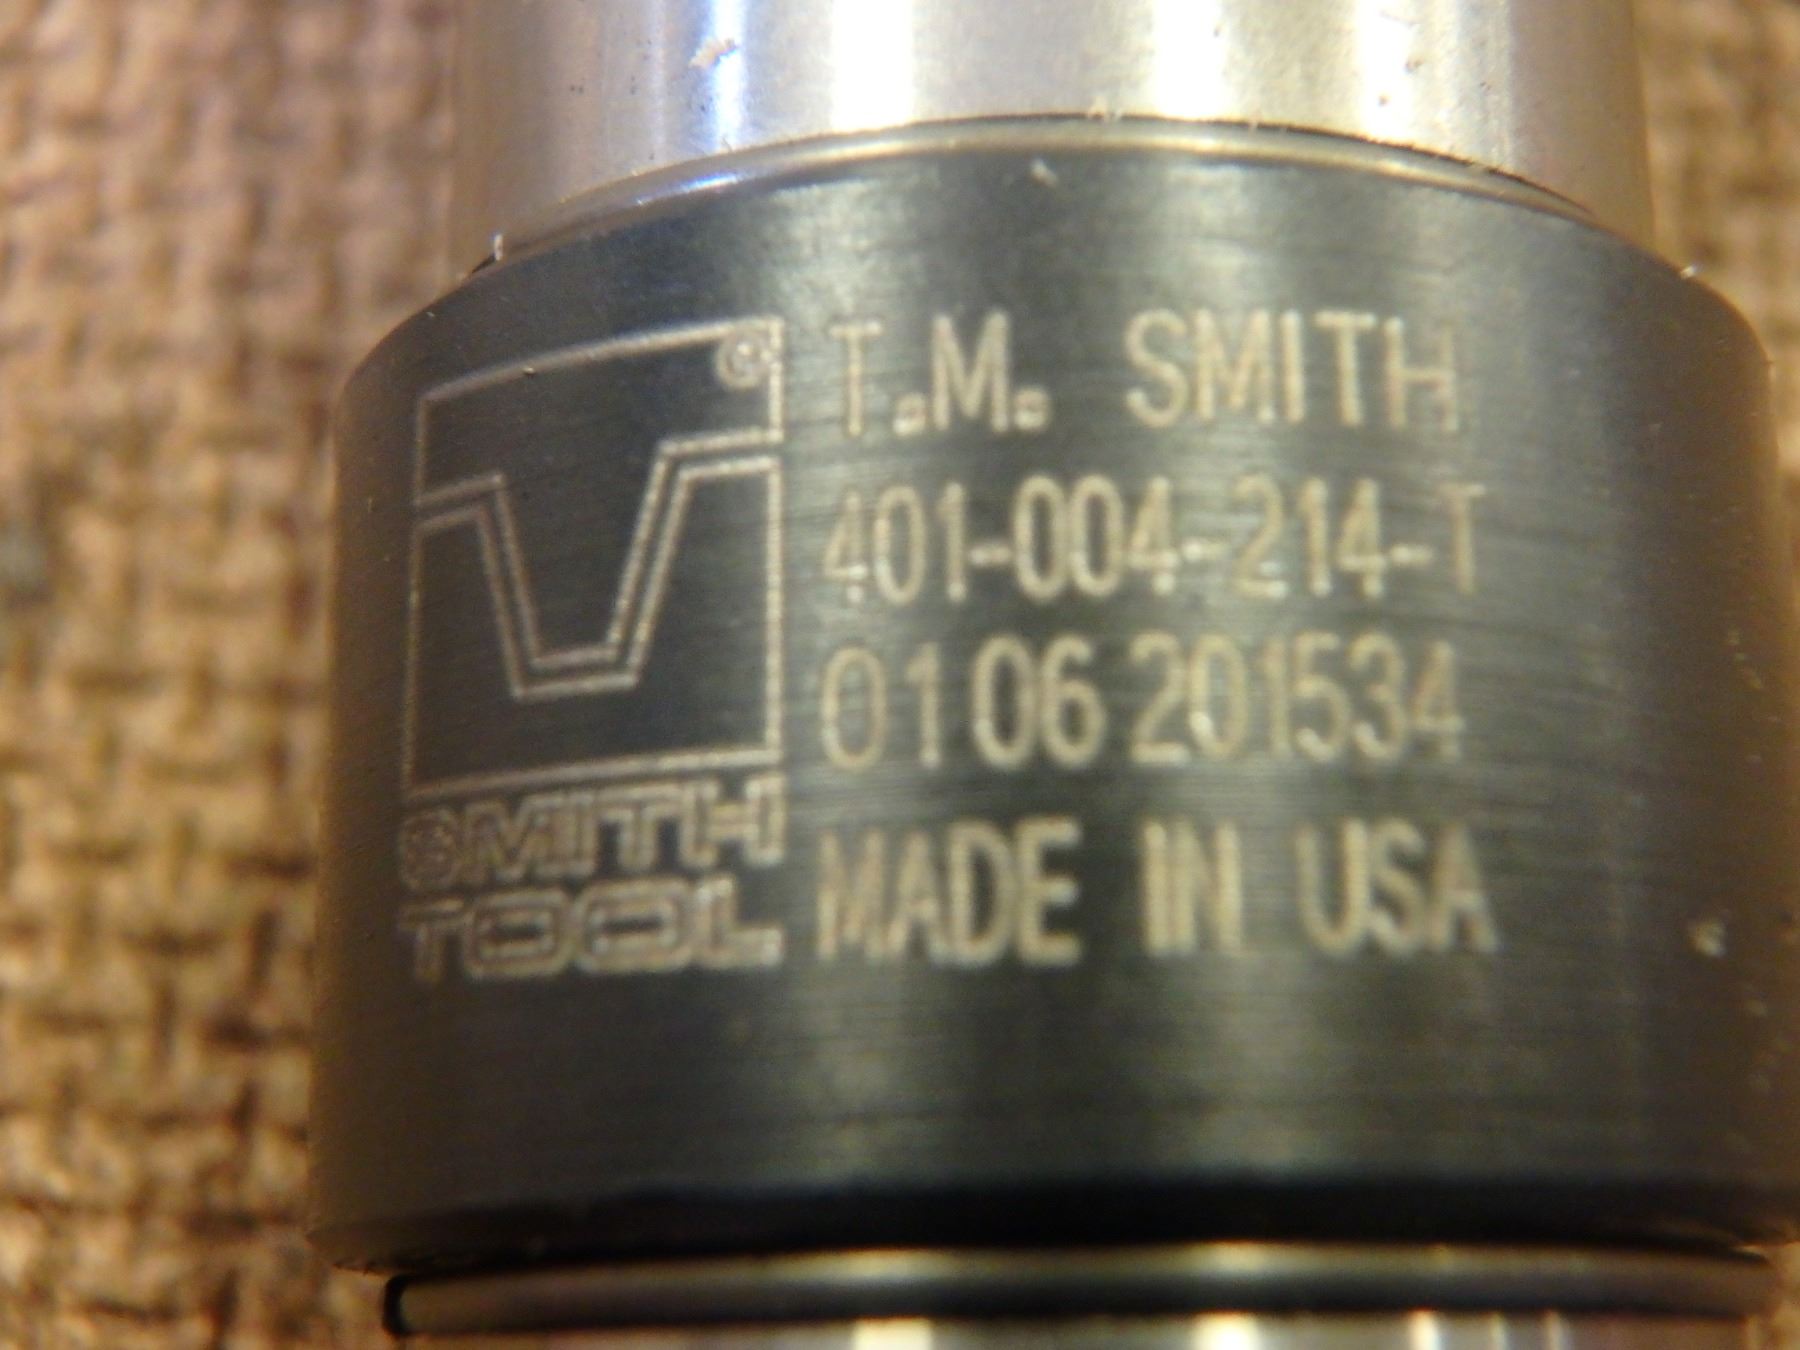 T.M. SMITH
401-004-214-T
01 06 201534
MADE IN USA
®
SMITH
TOOL